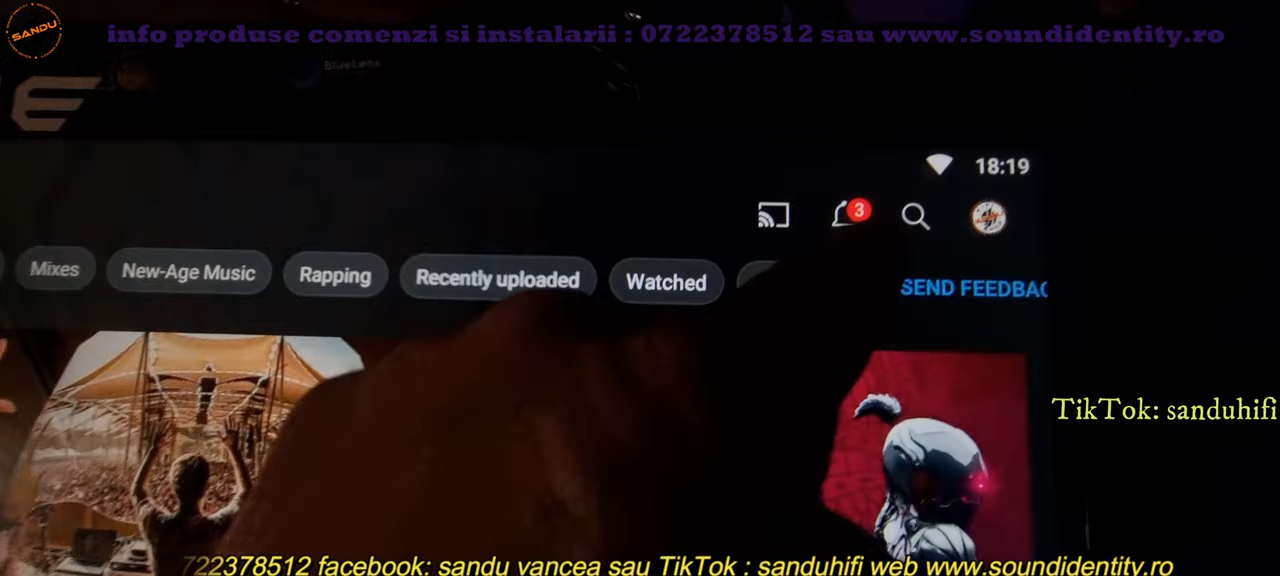 SANDU
info produse comenzi si instalarii : 0722378512 sau www.soundidentity.ro
BlueLens
18:19
3
Mixes
New-Age Music
Rapping
Recently uploaded
Watched
SEND FEEDBAC
TikTok: sanduhifi
722378512 facebook: sandu vancea sau TikTok : sanduhifi web www.soundidentity.ro